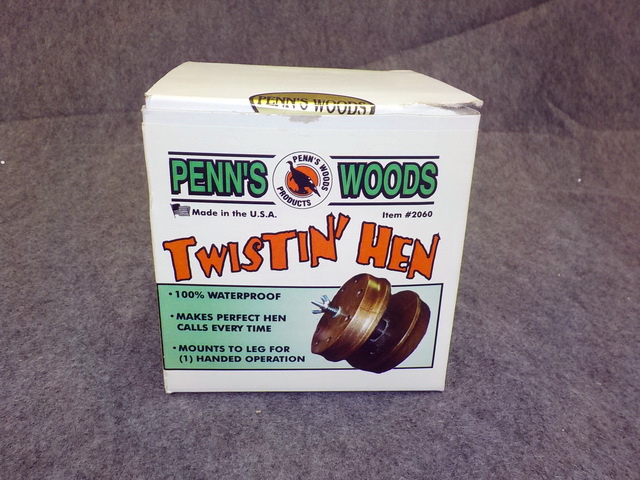 PENN'S WOODS
PENN'S WOODS
PENN'S WOODS
PRODUCTS
Made in the U.S.A.
Item #2060
TWISTIN' HEN
• 100% WATERPROOF
• MAKES PERFECT HEN
CALLS EVERY TIME
• MOUNTS TO LEG FOR
(1) HANDED OPERATION